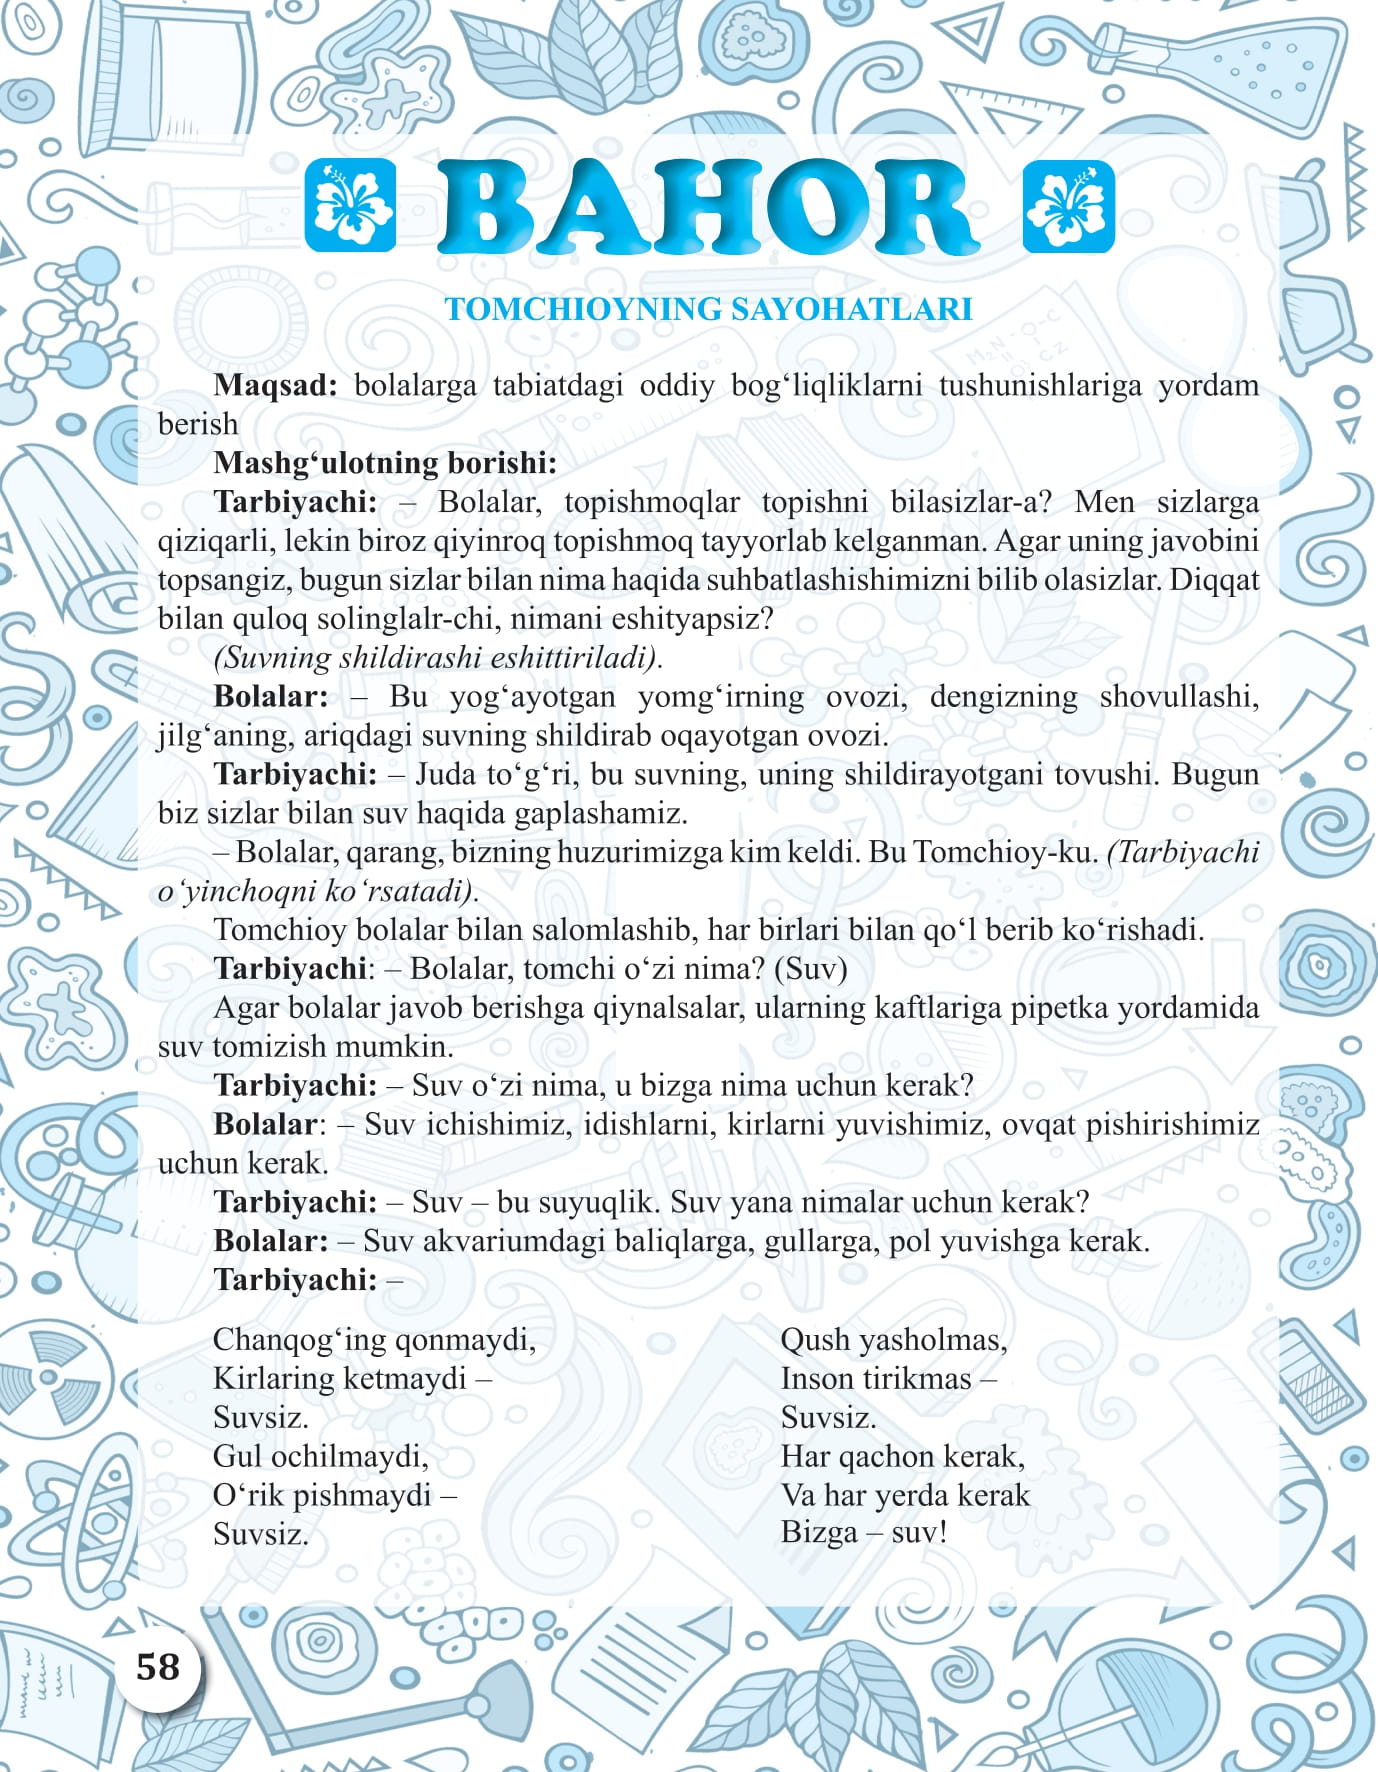 BAHOR
TOMCHIOYNING SAYOHATLARI
Maqsad: bolalarga tabiatdagi oddiy bog‘liqliklarni tushunishlariga yordam
berish
Mashg‘ulotning borishi:
Tarbiyachi: – Bolalar, topishmoqlar topishni bilasizlar-a? Men sizlarga
qiziqarli, lekin biroz qiyinroq topishmoq tayyorlab kelganman. Agar uning javobini
topsangiz, bugun sizlar bilan nima haqida suhbatlashishimizni bilib olasizlar. Diqqat
bilan quloq solinglalr-chi, nimani eshityapsiz?
(Suvning shildirashi eshittiriladi).
Bolalar: – Bu yog‘ayotgan yomg‘irning ovozi, dengizning shovullashi,
jilg‘aning, ariqdagi suvning shildirab oqayotgan ovozi.
Tarbiyachi: – Juda to‘g‘ri, bu suvning, uning shildirayotgani tovushi. Bugun
biz sizlar bilan suv haqida gaplashamiz.
– Bolalar, qarang, bizning huzurimizga kim keldi. Bu Tomchioy-ku. (Tarbiyachi
o‘yinchoqni ko‘rsatadi).
Tomchioy bolalar bilan salomlashib, har birlari bilan qo‘l berib ko‘rishadi.
Tarbiyachi: – Bolalar, tomchi o‘zi nima? (Suv)
Agar bolalar javob berishga qiynalsalar, ularning kaftlariga pipetka yordamida
suv tomizish mumkin.
Tarbiyachi: – Suv o‘zi nima, u bizga nima uchun kerak?
Bolalar: – Suv ichishimiz, idishlarni, kirlarni yuvishimiz, ovqat pishirishimiz
uchun kerak.
Tarbiyachi: – Suv – bu suyuqlik. Suv yana nimalar uchun kerak?
Bolalar: – Suv akvariumdagi baliqlarga, gullarga, pol yuvishga kerak.
Tarbiyachi: –
Chanqog‘ing qonmaydi,
Kirlaring ketmaydi –
Suvsiz.
Gul ochilmaydi,
O‘rik pishmaydi –
Suvsiz.
Qush yasholmas,
Inson tirikmas –
Suvsiz.
Har qachon kerak,
Va har yerda kerak
Bizga – suv!
58